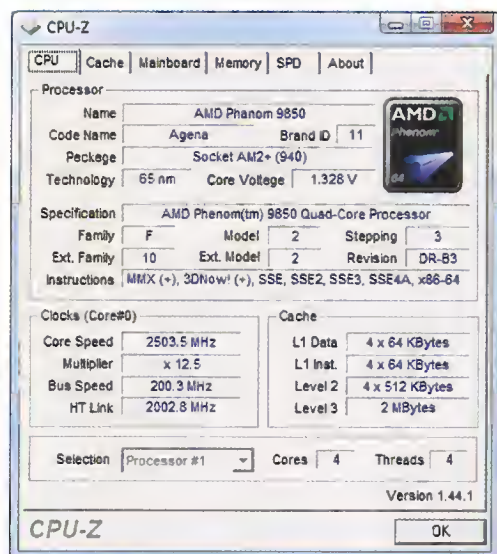 CPU-Z
CPU Cache Mainboard Memory SPD About
Processor
Name AMD Phanom 9850
Code Name Agena Brand ID 11
Package Socket AM2+ (940)
Technology 65 nm Core Voltage 1.328 V
AMD
Phenom
64
Specification AMD Phenom(tm) 9850 Quad-Core Processor
Family F Model 2 Stepping 3
Ext. Family 10 Ext. Model 2 Revision DR-B3
Instructions MMX (+), 3DNow! (+), SSE, SSE2, SSE3, SSE4A, x86-64
Clocks (Core#0)
Core Speed 2503.5 MHz
Multiplier x 12.5
Bus Speed 200.3 MHz
HT Link 2002.8 MHz
Cache
L1 Data 4 x 64 KBytes
L1 Inst. 4 x 64 KBytes
Level 2 4 x 512 KBytes
Level 3 2 MBytes
Selection Processor #1 Cores 4 Threads 4
Version 1.44.1
CPU-Z OK